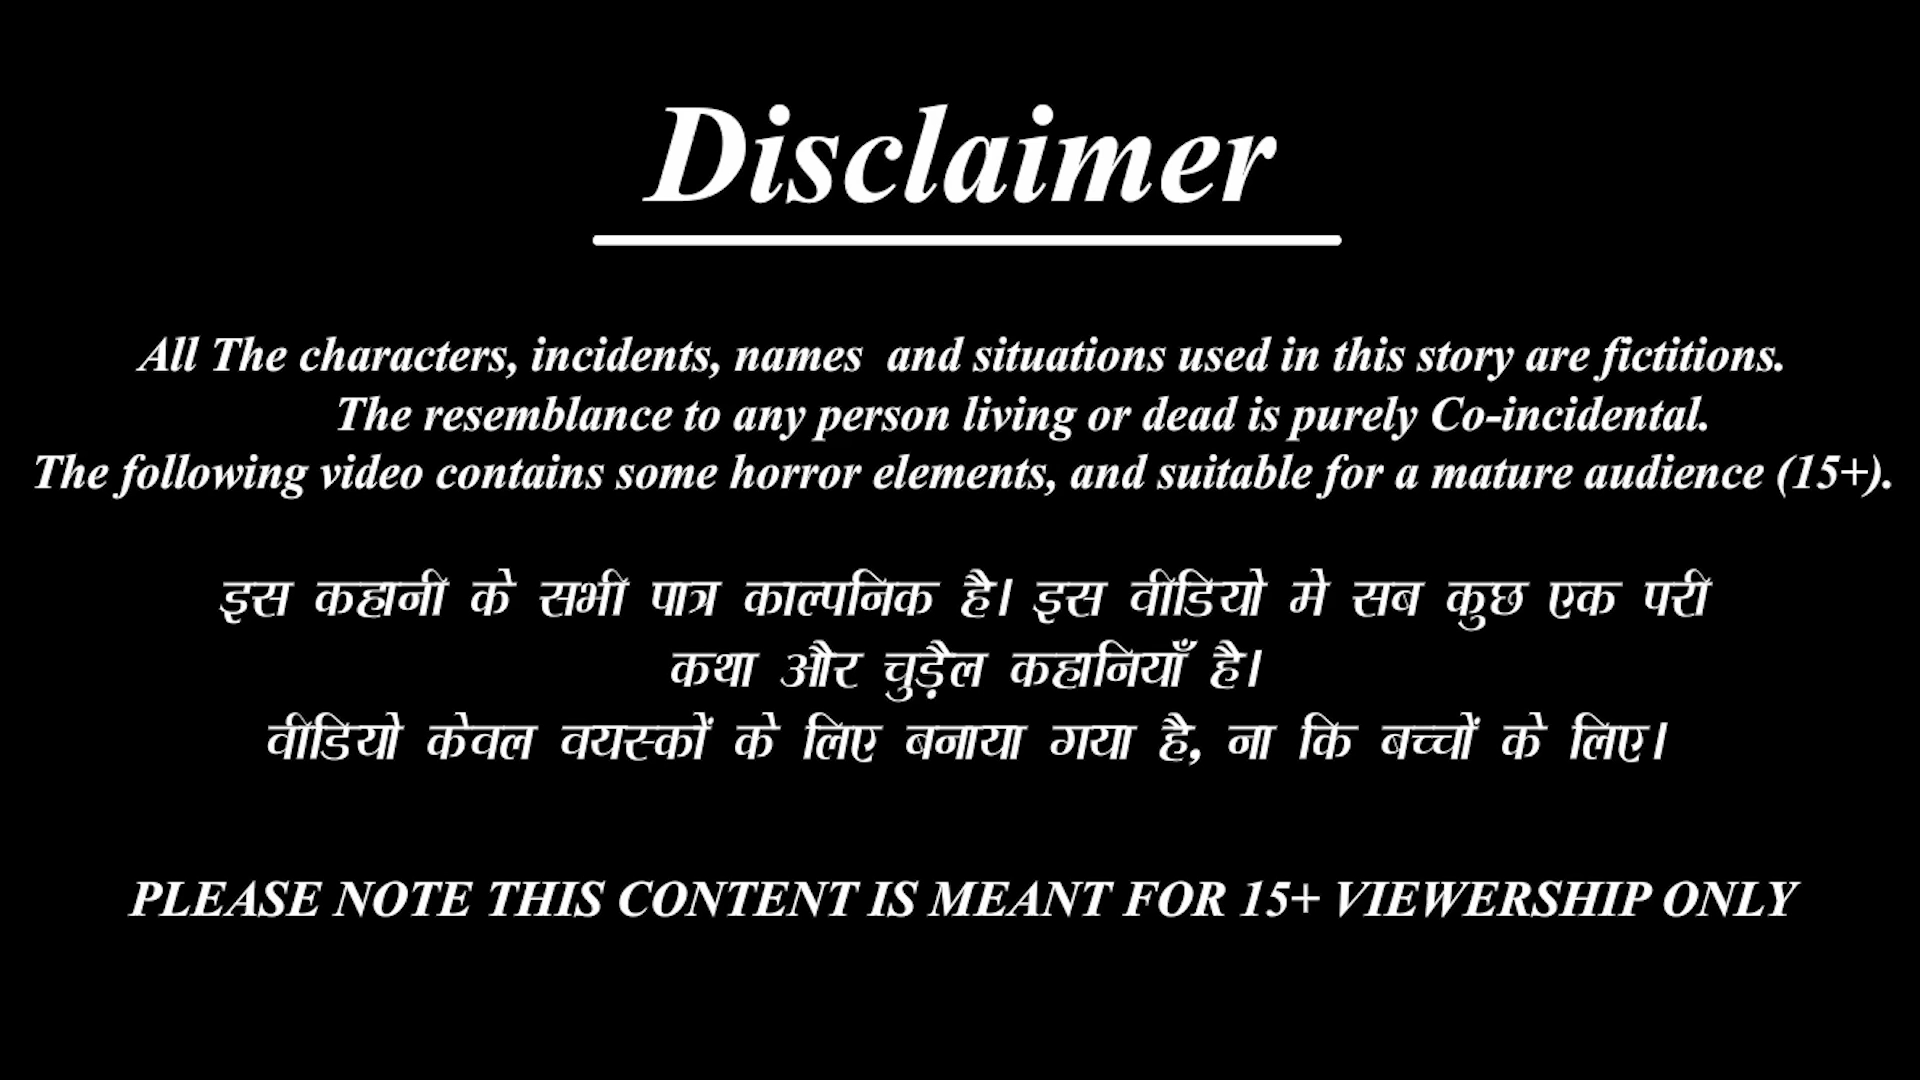 Disclaimer
All The characters, incidents, names and situations used in this story are fictitions.
The resemblance to any person living or dead is purely Co-incidental.
The following video contains some horror elements, and suitable for a mature audience (15+).
इस कहानी के सभी पात्र काल्पनिक है। इस वीडियो मे सब कुछ एक परी
कथा और चुड़ैल कहानियाँ है।
वीडियो केवल वयस्कों के लिए बनाया गया है, ना कि बच्चों के लिए।
PLEASE NOTE THIS CONTENT IS MEANT FOR 15+ VIEWERSHIP ONLY